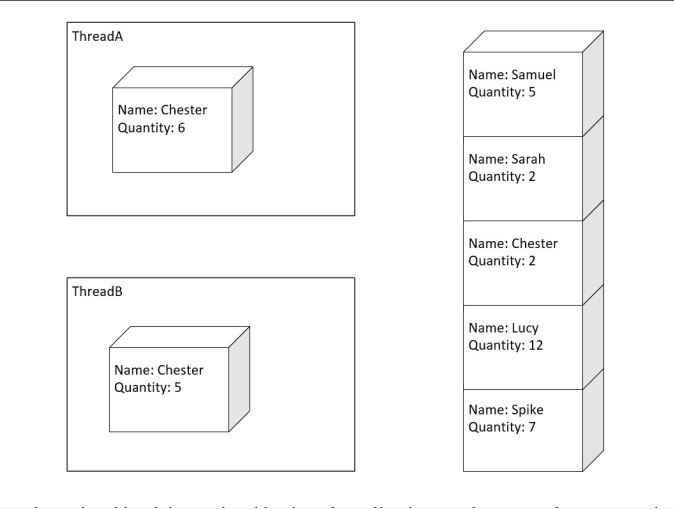 ThreadA
Name: Chester
Quantity: 6
ThreadB
Name: Chester
Quantity: 5
Name: Samuel
Quantity: 5
Name: Sarah
Quantity: 2
Name: Chester
Quantity: 2
Name: Lucy
Quantity: 12
Name: Spike
Quantity: 7